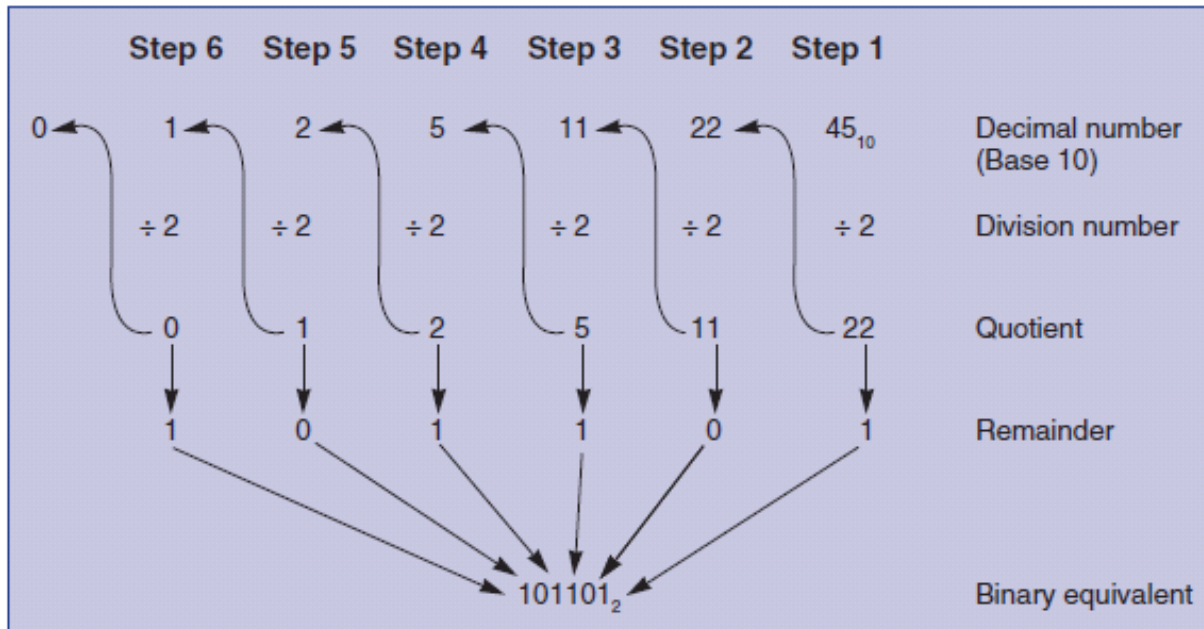 Step 6 Step 5 Step 4 Step 3 Step 2 Step 1
0 1 2 5 11 22 45₁₀ Decimal number
(Base 10)
÷ 2 ÷ 2 ÷ 2 ÷ 2 ÷ 2 ÷ 2 Division number
0 1 2 5 11 22 Quotient
1 0 1 1 0 1 Remainder
101101₂ Binary equivalent